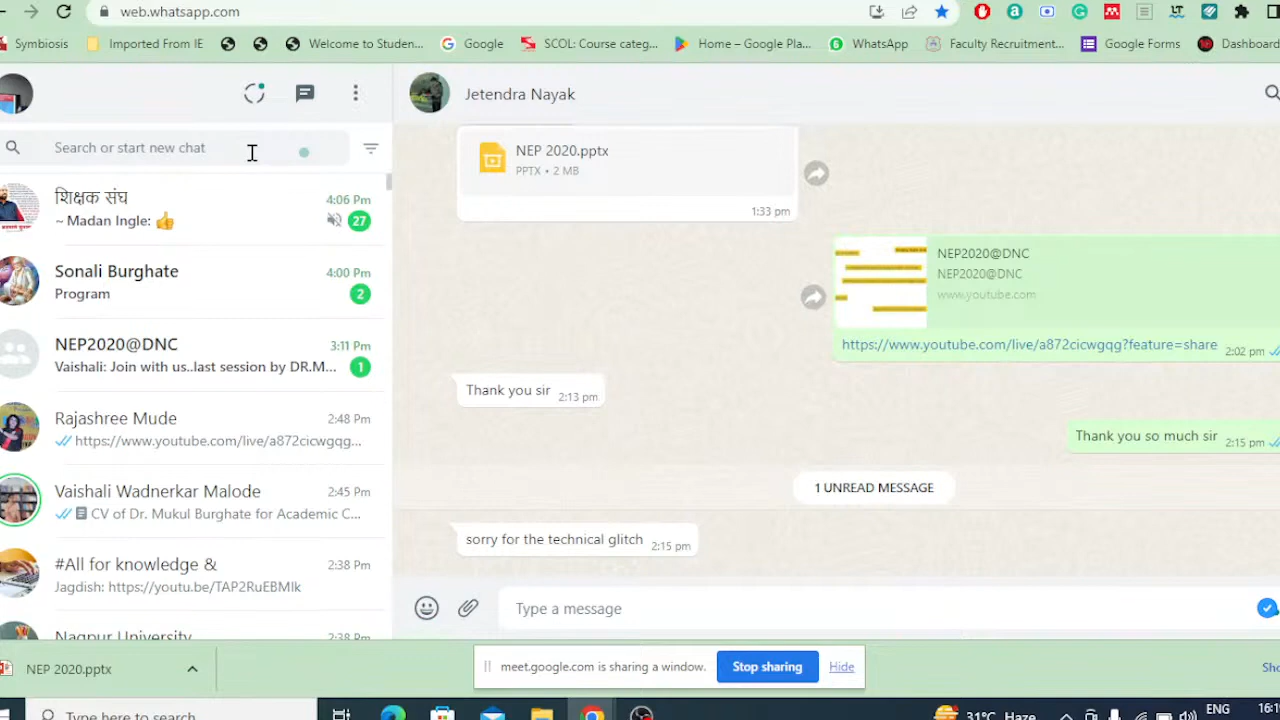 web.whatsapp.com
Symbiosis
Imported From IE
Welcome to Studen...
Google
SCOL: Course categ...
Home – Google Pla...
WhatsApp
Faculty Recruitment...
Google Forms
Dashboard
Jetendra Nayak
Search or start new chat
शिक्षक संघ
4:06 Pm
~ Madan Ingle: 👍
27
Sonali Burghate
4:00 Pm
Program
2
NEP2020@DNC
3:11 Pm
Vaishali: Join with us..last session by DR.M...
1
Rajashree Mude
2:48 Pm
https://www.youtube.com/live/a872cicwgqg...
Vaishali Wadnerkar Malode
2:45 Pm
CV of Dr. Mukul Burghate for Academic C...
#All for knowledge &
2:38 Pm
Jagdish: https://youtu.be/TAP2RuEBMlk
Nagpur University
2:38 Pm
NEP 2020.pptx
PPTX • 2 MB
1:33 pm
NEP2020@DNC
NEP2020@DNC
www.youtube.com
https://www.youtube.com/live/a872cicwgqg?feature=share
2:02 pm
Thank you sir
2:13 pm
Thank you so much sir
2:15 pm
1 UNREAD MESSAGE
sorry for the technical glitch
2:15 pm
Type a message
NEP 2020.pptx
meet.google.com is sharing a window.
Stop sharing
Hide
Type here to search
31°C Haze
ENG